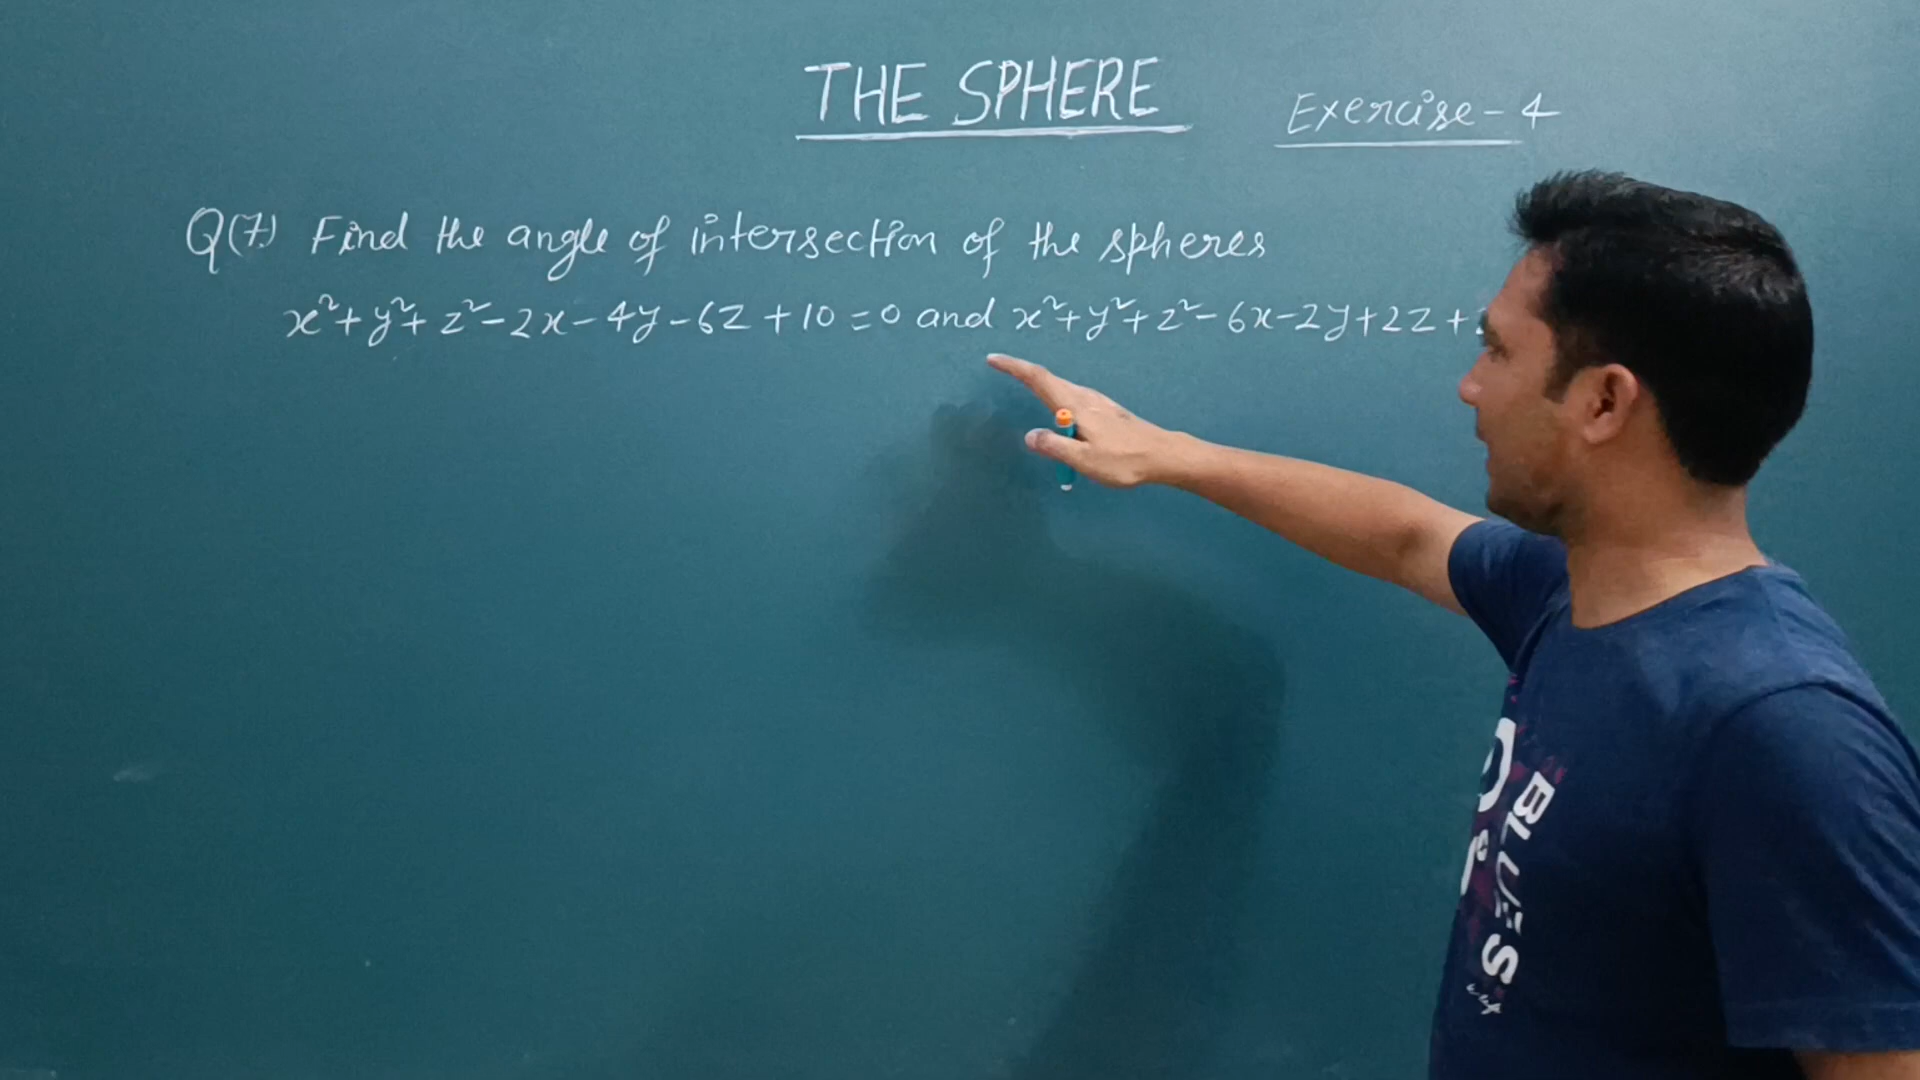 THE SPHERE
Exercise-4
Q(7.) Find the angle of intersection of the spheres
x²+y²+z²-2x-4y-6z+10=0 and x²+y²+z²-6x-2y+2z+
BLUES